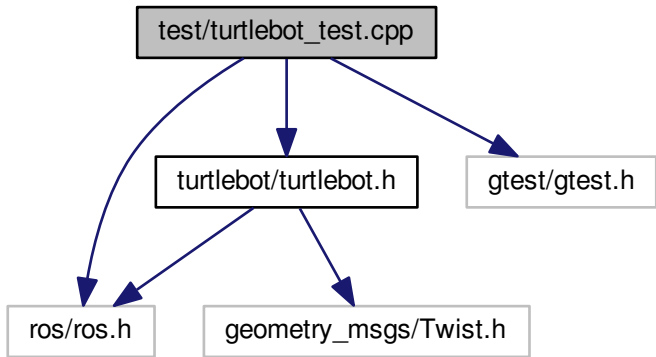 test/turtlebot_test.cpp
turtlebot/turtlebot.h
gtest/gtest.h
ros/ros.h
geometry_msgs/Twist.h